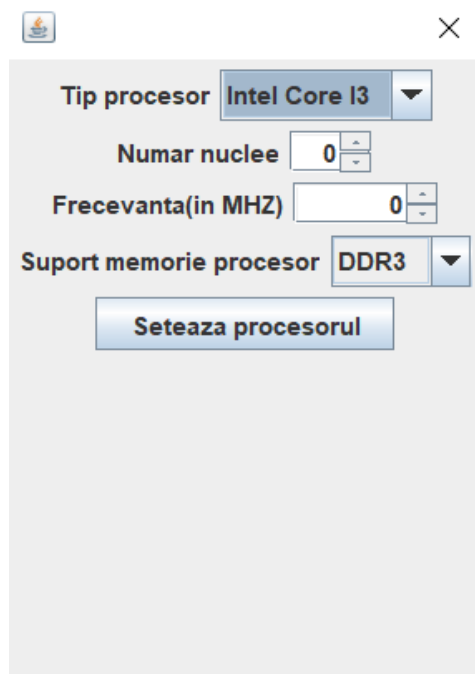 Tip procesor Intel Core I3
Numar nuclee 0
Frecevanta(in MHZ) 0
Suport memorie procesor DDR3
Seteaza procesorul